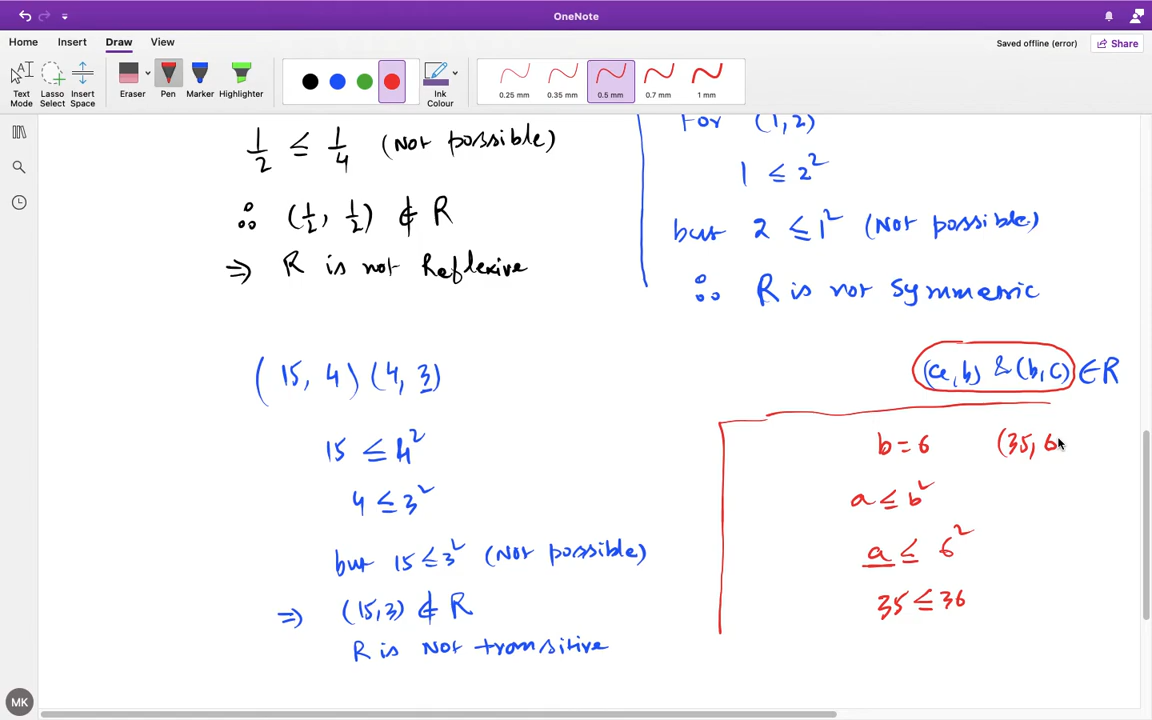 OneNote
Home Insert Draw View
Saved offline (error) Share
Text Mode
Lasso Select
Insert Space
Eraser
Pen
Marker
Highlighter
Ink Colour
0.25 mm 0.35 mm 0.5 mm 0.7 mm 1 mm
1/2 ≤ 1/4 (Not possible)
∴ (1/2, 1/2) ∉ R
⇒ R is not Reflexive
For (1,2)
1 ≤ 2²
but 2 ≤ 1² (Not possible)
∴ R is not symmetric
(15, 4) (4, 3)
15 ≤ 4²
4 ≤ 3²
but 15 ≤ 3² (Not possible)
⇒ (15,3) ∉ R
R is Not transitive
(a,b) & (b,c) ∈ R
b = 6 (35, 6
a ≤ b²
a ≤ 6²
35 ≤ 36
MK